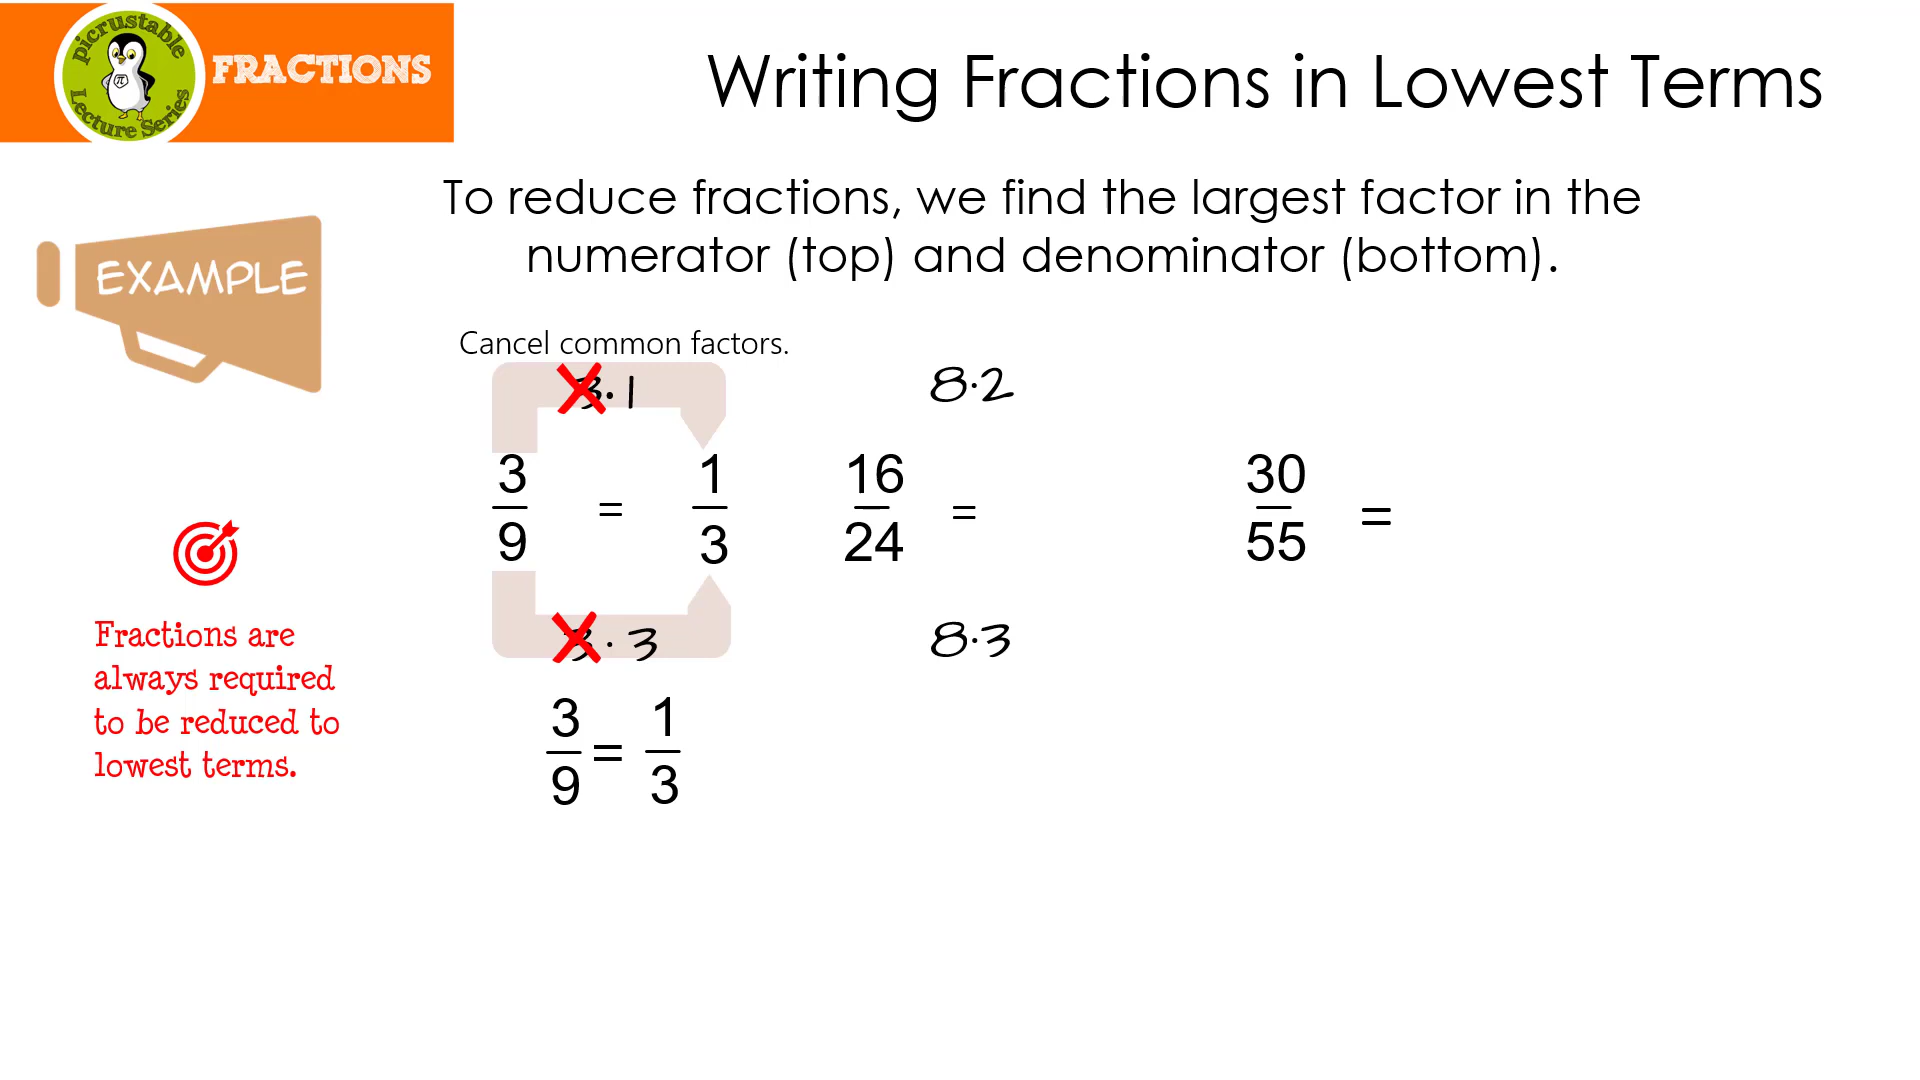 picrustable
Lecture Series
π
FRACTIONS
Writing Fractions in Lowest Terms
To reduce fractions, we find the largest factor in the
numerator (top) and denominator (bottom).
EXAMPLE
Cancel common factors.
3·1
8·2
3/9 = 1/3
16/24 =
30/55 =
3·3
8·3
3/9 = 1/3
Fractions are
always required
to be reduced to
lowest terms.